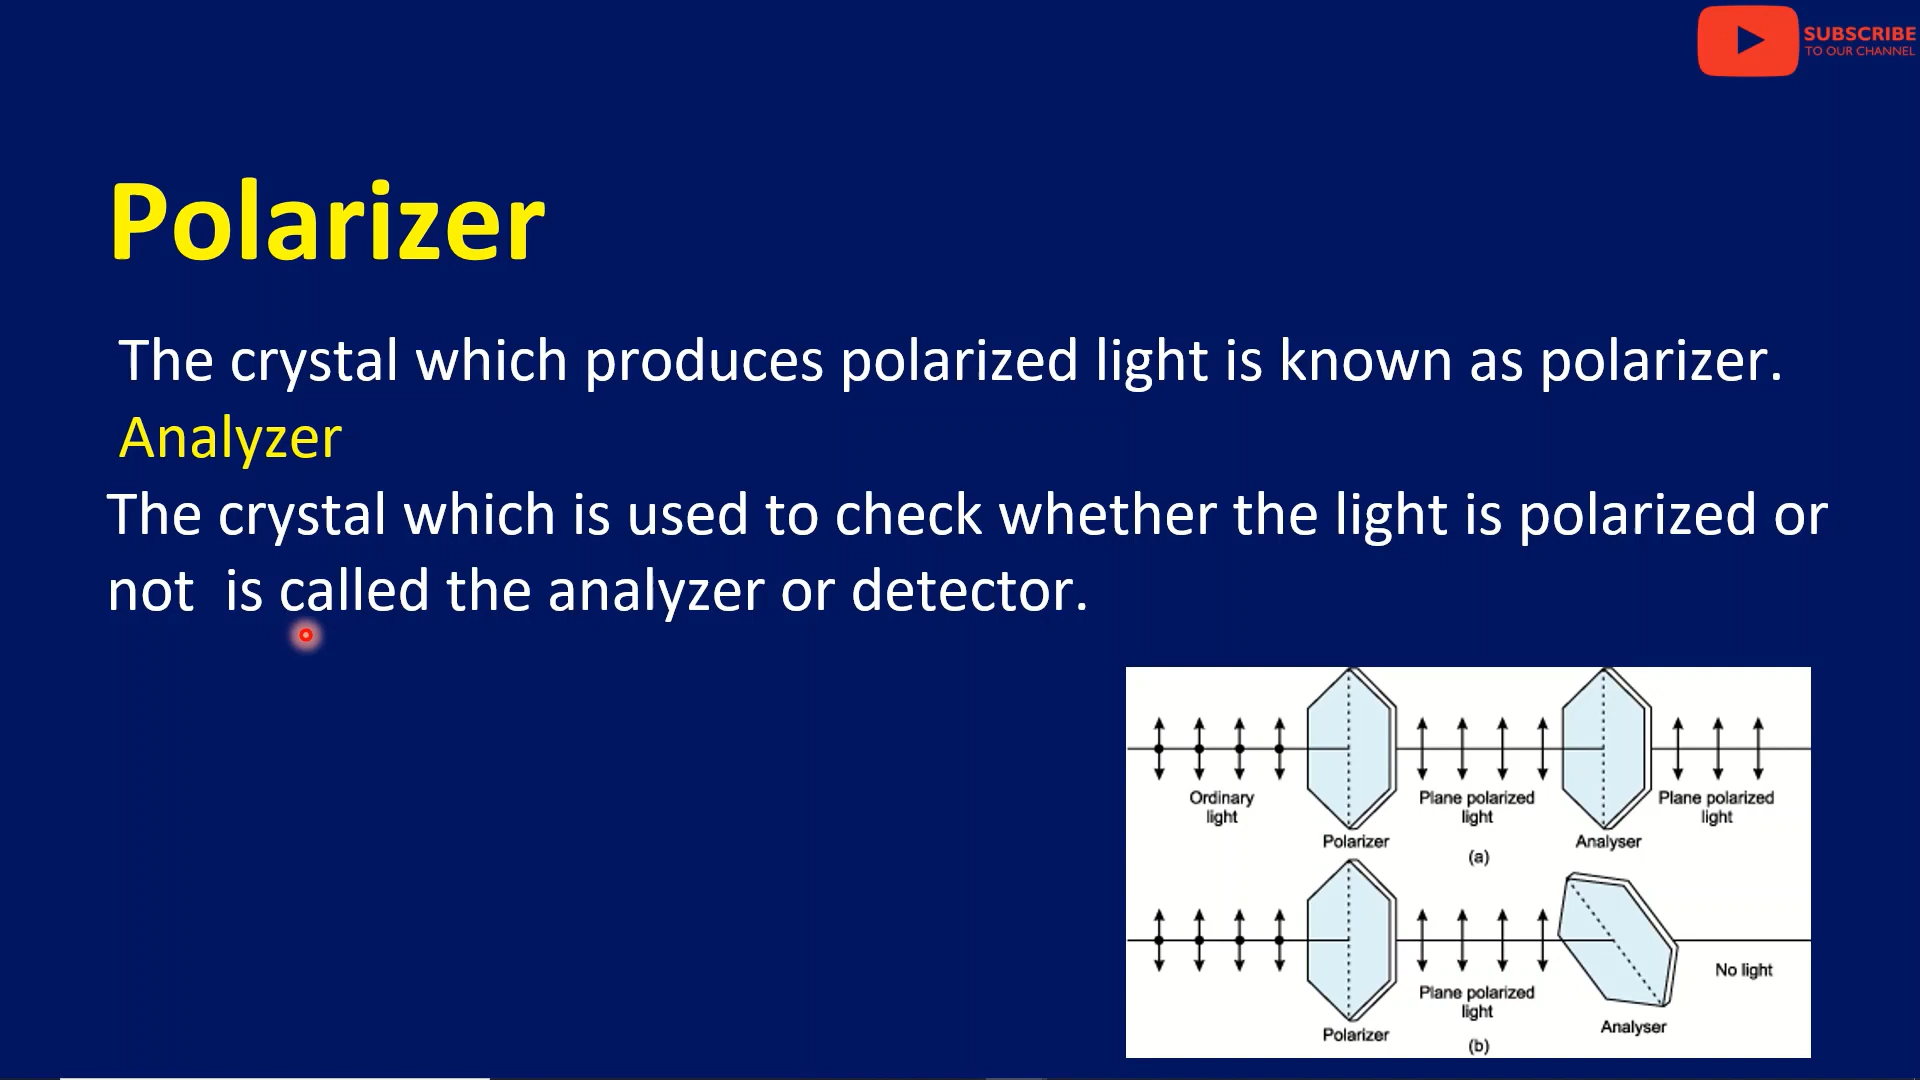 SUBSCRIBE
TO OUR CHANNEL
Polarizer
The crystal which produces polarized light is known as polarizer.
Analyzer
The crystal which is used to check whether the light is polarized or
not  is called the analyzer or detector.
Ordinary
light
Polarizer
Plane polarized
light
(a)
Analyser
Plane polarized
light
Polarizer
Plane polarized
light
(b)
Analyser
No light